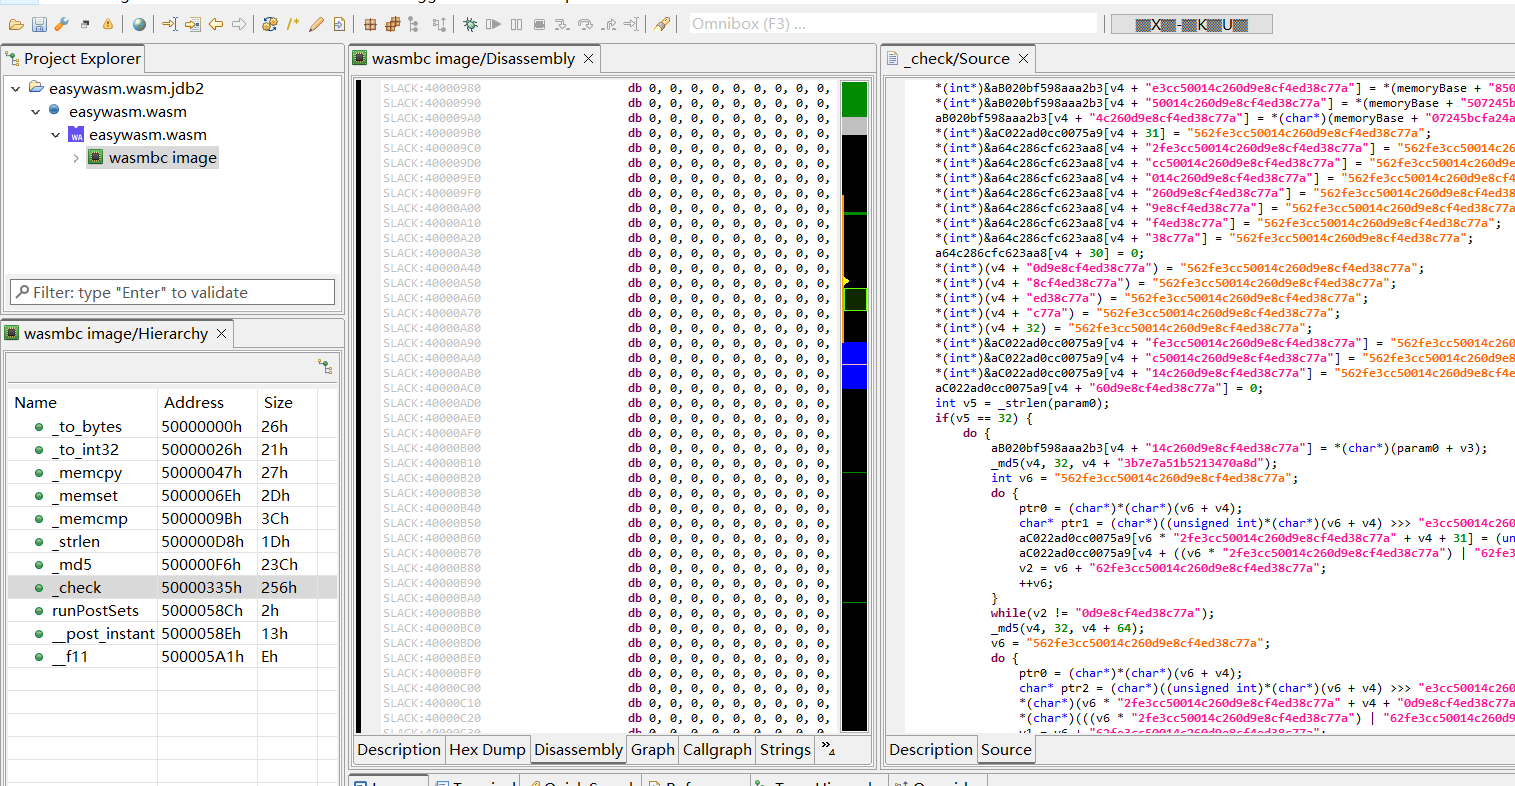 Omnibox (F3) ...
Project Explorer
easywasm.wasm.jdb2
easywasm.wasm
easywasm.wasm
wasmbc image
Filter: type "Enter" to validate
wasmbc image/Hierarchy
Name Address Size
_to_bytes 50000000h 26h
_to_int32 50000026h 21h
_memcpy 50000047h 27h
_memset 5000006Eh 2Dh
_memcmp 5000009Bh 3Ch
_strlen 500000D8h 1Dh
_md5 500000F6h 23Ch
_check 50000335h 256h
runPostSets 5000058Ch 2h
__post_instant 5000058Eh 13h
__f11 500005A1h Eh
wasmbc image/Disassembly
SLACK:40000980 db 0, 0, 0, 0, 0, 0, 0, 0, 0,
SLACK:40000990 db 0, 0, 0, 0, 0, 0, 0, 0, 0,
SLACK:400009A0 db 0, 0, 0, 0, 0, 0, 0, 0, 0,
SLACK:400009B0 db 0, 0, 0, 0, 0, 0, 0, 0, 0,
SLACK:400009C0 db 0, 0, 0, 0, 0, 0, 0, 0, 0,
SLACK:400009D0 db 0, 0, 0, 0, 0, 0, 0, 0, 0,
SLACK:400009E0 db 0, 0, 0, 0, 0, 0, 0, 0, 0,
SLACK:400009F0 db 0, 0, 0, 0, 0, 0, 0, 0, 0,
SLACK:40000A00 db 0, 0, 0, 0, 0, 0, 0, 0, 0,
SLACK:40000A10 db 0, 0, 0, 0, 0, 0, 0, 0, 0,
SLACK:40000A20 db 0, 0, 0, 0, 0, 0, 0, 0, 0,
SLACK:40000A30 db 0, 0, 0, 0, 0, 0, 0, 0, 0,
SLACK:40000A40 db 0, 0, 0, 0, 0, 0, 0, 0, 0,
SLACK:40000A50 db 0, 0, 0, 0, 0, 0, 0, 0, 0,
SLACK:40000A60 db 0, 0, 0, 0, 0, 0, 0, 0, 0,
SLACK:40000A70 db 0, 0, 0, 0, 0, 0, 0, 0, 0,
SLACK:40000A80 db 0, 0, 0, 0, 0, 0, 0, 0, 0,
SLACK:40000A90 db 0, 0, 0, 0, 0, 0, 0, 0, 0,
SLACK:40000AA0 db 0, 0, 0, 0, 0, 0, 0, 0, 0,
SLACK:40000AB0 db 0, 0, 0, 0, 0, 0, 0, 0, 0,
SLACK:40000AC0 db 0, 0, 0, 0, 0, 0, 0, 0, 0,
SLACK:40000AD0 db 0, 0, 0, 0, 0, 0, 0, 0, 0,
SLACK:40000AE0 db 0, 0, 0, 0, 0, 0, 0, 0, 0,
SLACK:40000AF0 db 0, 0, 0, 0, 0, 0, 0, 0, 0,
SLACK:40000B00 db 0, 0, 0, 0, 0, 0, 0, 0, 0,
SLACK:40000B10 db 0, 0, 0, 0, 0, 0, 0, 0, 0,
SLACK:40000B20 db 0, 0, 0, 0, 0, 0, 0, 0, 0,
SLACK:40000B30 db 0, 0, 0, 0, 0, 0, 0, 0, 0,
SLACK:40000B40 db 0, 0, 0, 0, 0, 0, 0, 0, 0,
SLACK:40000B50 db 0, 0, 0, 0, 0, 0, 0, 0, 0,
SLACK:40000B60 db 0, 0, 0, 0, 0, 0, 0, 0, 0,
SLACK:40000B70 db 0, 0, 0, 0, 0, 0, 0, 0, 0,
SLACK:40000B80 db 0, 0, 0, 0, 0, 0, 0, 0, 0,
SLACK:40000B90 db 0, 0, 0, 0, 0, 0, 0, 0, 0,
SLACK:40000BA0 db 0, 0, 0, 0, 0, 0, 0, 0, 0,
SLACK:40000BB0 db 0, 0, 0, 0, 0, 0, 0, 0, 0,
SLACK:40000BC0 db 0, 0, 0, 0, 0, 0, 0, 0, 0,
SLACK:40000BD0 db 0, 0, 0, 0, 0, 0, 0, 0, 0,
SLACK:40000BE0 db 0, 0, 0, 0, 0, 0, 0, 0, 0,
SLACK:40000BF0 db 0, 0, 0, 0, 0, 0, 0, 0, 0,
SLACK:40000C00 db 0, 0, 0, 0, 0, 0, 0, 0, 0,
SLACK:40000C10 db 0, 0, 0, 0, 0, 0, 0, 0, 0,
SLACK:40000C20 db 0, 0, 0, 0, 0, 0, 0, 0, 0,
Description Hex Dump Disassembly Graph Callgraph Strings
_check/Source
*(int*)&aB020bf598aaa2b3[v4 + "e3cc50014c260d9e8cf4ed38c77a"] = *(memoryBase + "850
*(int*)&aB020bf598aaa2b3[v4 + "50014c260d9e8cf4ed38c77a"] = *(memoryBase + "507245b
aB020bf598aaa2b3[v4 + "4c260d9e8cf4ed38c77a"] = *(char*)(memoryBase + "07245bcfa24a
*(int*)&aC022ad0cc0075a9[v4 + 31] = "562fe3cc50014c260d9e8cf4ed38c77a";
*(int*)&a64c286cfc623aa8[v4 + "2fe3cc50014c260d9e8cf4ed38c77a"] = "562fe3cc50014c26
*(int*)&a64c286cfc623aa8[v4 + "cc50014c260d9e8cf4ed38c77a"] = "562fe3cc50014c260d9e
*(int*)&a64c286cfc623aa8[v4 + "014c260d9e8cf4ed38c77a"] = "562fe3cc50014c260d9e8cf4
*(int*)&a64c286cfc623aa8[v4 + "260d9e8cf4ed38c77a"] = "562fe3cc50014c260d9e8cf4ed38
*(int*)&a64c286cfc623aa8[v4 + "9e8cf4ed38c77a"] = "562fe3cc50014c260d9e8cf4ed38c77a
*(int*)&a64c286cfc623aa8[v4 + "f4ed38c77a"] = "562fe3cc50014c260d9e8cf4ed38c77a";
*(int*)&a64c286cfc623aa8[v4 + "38c77a"] = "562fe3cc50014c260d9e8cf4ed38c77a";
a64c286cfc623aa8[v4 + 30] = 0;
*(int*)(v4 + "0d9e8cf4ed38c77a") = "562fe3cc50014c260d9e8cf4ed38c77a";
*(int*)(v4 + "8cf4ed38c77a") = "562fe3cc50014c260d9e8cf4ed38c77a";
*(int*)(v4 + "ed38c77a") = "562fe3cc50014c260d9e8cf4ed38c77a";
*(int*)(v4 + "c77a") = "562fe3cc50014c260d9e8cf4ed38c77a";
*(int*)(v4 + 32) = "562fe3cc50014c260d9e8cf4ed38c77a";
*(int*)&aC022ad0cc0075a9[v4 + "fe3cc50014c260d9e8cf4ed38c77a"] = "562fe3cc50014c260
*(int*)&aC022ad0cc0075a9[v4 + "c50014c260d9e8cf4ed38c77a"] = "562fe3cc50014c260d9e8
*(int*)&aC022ad0cc0075a9[v4 + "14c260d9e8cf4ed38c77a"] = "562fe3cc50014c260d9e8cf4e
aC022ad0cc0075a9[v4 + "60d9e8cf4ed38c77a"] = 0;
int v5 = _strlen(param0);
if(v5 == 32) {
do {
aB020bf598aaa2b3[v4 + "14c260d9e8cf4ed38c77a"] = *(char*)(param0 + v3);
_md5(v4, 32, v4 + "3b7e7a51b5213470a8d");
int v6 = "562fe3cc50014c260d9e8cf4ed38c77a";
do {
ptr0 = (char*)*(char*)(v6 + v4);
char* ptr1 = (char*)((unsigned int)*(char*)(v6 + v4) >>> "e3cc50014c260
aC022ad0cc0075a9[v6 * "2fe3cc50014c260d9e8cf4ed38c77a" + v4 + 31] = (un
aC022ad0cc0075a9[v4 + ((v6 * "2fe3cc50014c260d9e8cf4ed38c77a") | "62fe3
v2 = v6 + "62fe3cc50014c260d9e8cf4ed38c77a";
++v6;
}
while(v2 != "0d9e8cf4ed38c77a");
_md5(v4, 32, v4 + 64);
v6 = "562fe3cc50014c260d9e8cf4ed38c77a";
do {
ptr0 = (char*)*(char*)(v6 + v4);
char* ptr2 = (char*)((unsigned int)*(char*)(v6 + v4) >>> "e3cc50014c260
*(char*)(v6 * "2fe3cc50014c260d9e8cf4ed38c77a" + v4 + "0d9e8cf4ed38c77a
*(char*)(((v6 * "2fe3cc50014c260d9e8cf4ed38c77a") | "62fe3cc50014c260d9
Description Source